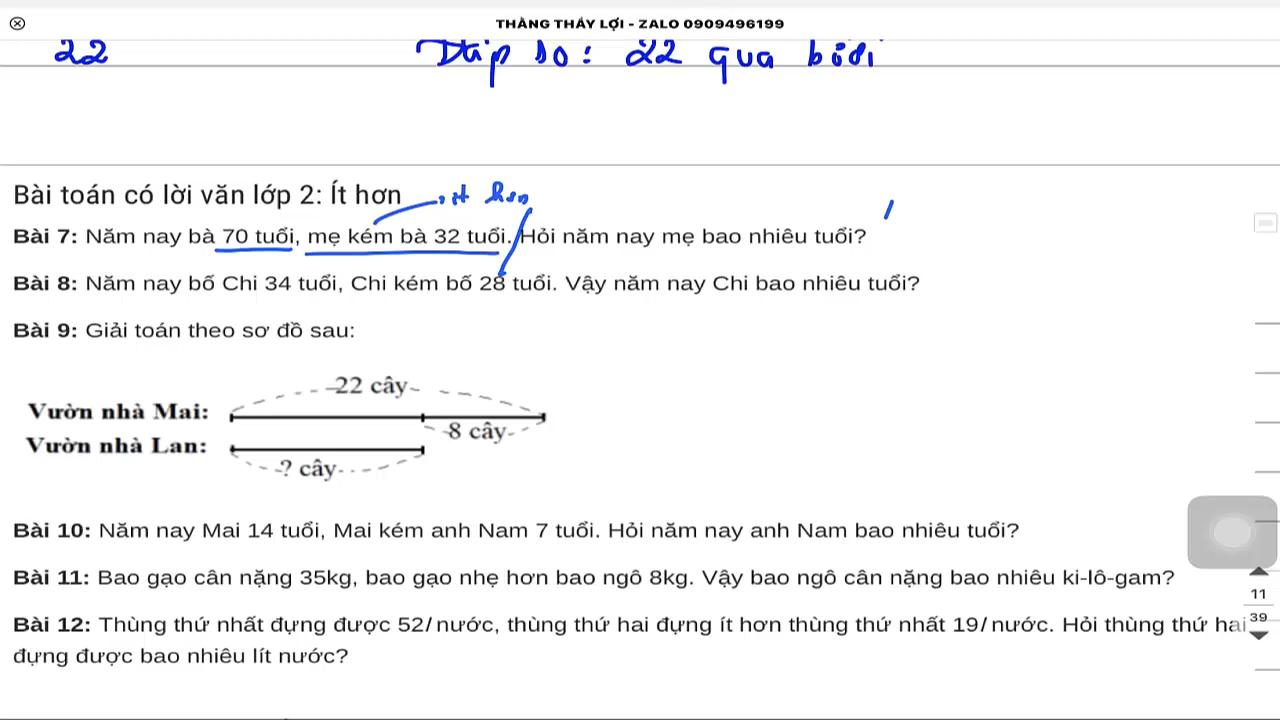 THẦNG THẦY LỢI - ZALO 0909496199
22 Đáp số: 22 quả bưởi
Bài toán có lời văn lớp 2: Ít hơn
ít hơn
Bài 7: Năm nay bà 70 tuổi, mẹ kém bà 32 tuổi. Hỏi năm nay mẹ bao nhiêu tuổi?
Bài 8: Năm nay bố Chi 34 tuổi, Chi kém bố 28 tuổi. Vậy năm nay Chi bao nhiêu tuổi?
Bài 9: Giải toán theo sơ đồ sau:
22 cây
Vườn nhà Mai:
8 cây
Vườn nhà Lan:
? cây
Bài 10: Năm nay Mai 14 tuổi, Mai kém anh Nam 7 tuổi. Hỏi năm nay anh Nam bao nhiêu tuổi?
Bài 11: Bao gạo cân nặng 35kg, bao gạo nhẹ hơn bao ngô 8kg. Vậy bao ngô cân nặng bao nhiêu ki-lô-gam?
11
Bài 12: Thùng thứ nhất đựng được 52l nước, thùng thứ hai đựng ít hơn thùng thứ nhất 19l nước. Hỏi thùng thứ hai
39
đựng được bao nhiêu lít nước?